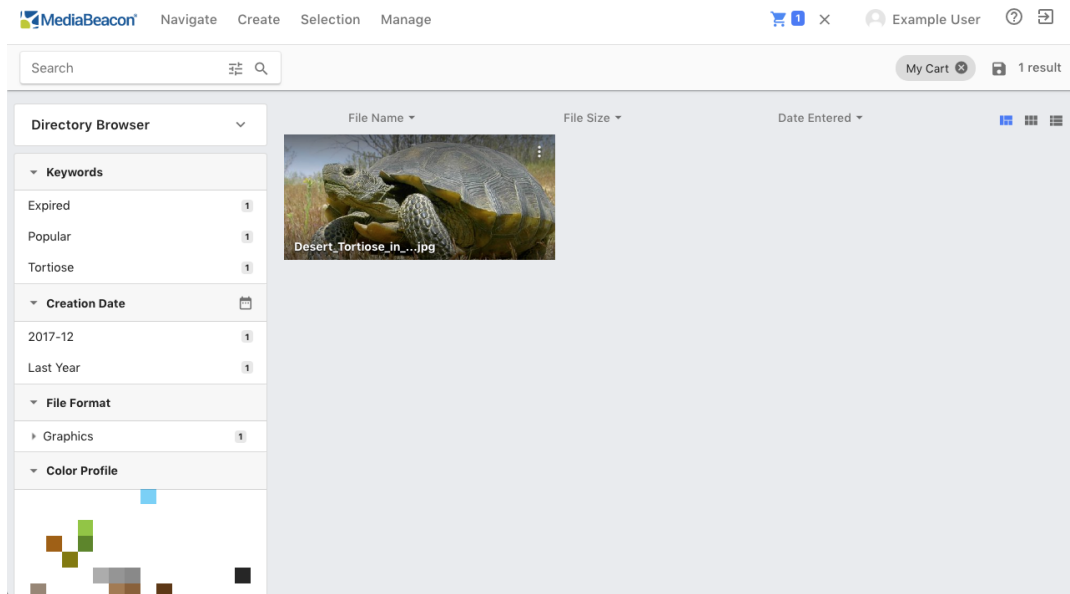 MediaBeacon® Navigate Create Selection Manage 1 Example User
Search My Cart 1 result
Directory Browser
File Name File Size Date Entered
Keywords
Expired 1
Popular 1
Tortiose 1
Desert_Tortiose_in_...jpg
Creation Date
2017-12 1
Last Year 1
File Format
Graphics 1
Color Profile